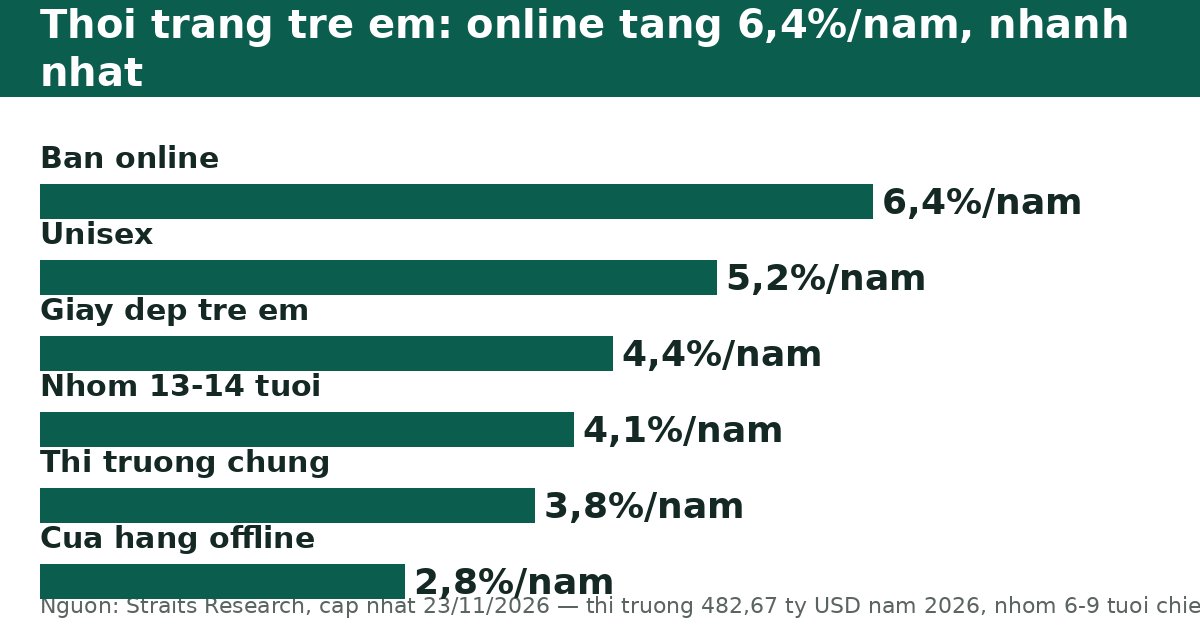 Thoi trang tre em: online tang 6,4%/nam, nhanh
nhat
Ban online
6,4%/nam
Unisex
5,2%/nam
Giay dep tre em
4,4%/nam
Nhom 13-14 tuoi
4,1%/nam
Thi truong chung
3,8%/nam
Cua hang offline
2,8%/nam
Nguon: Straits Research, cap nhat 23/11/2026 — thi truong 482,67 ty USD nam 2026, nhom 6-9 tuoi chie